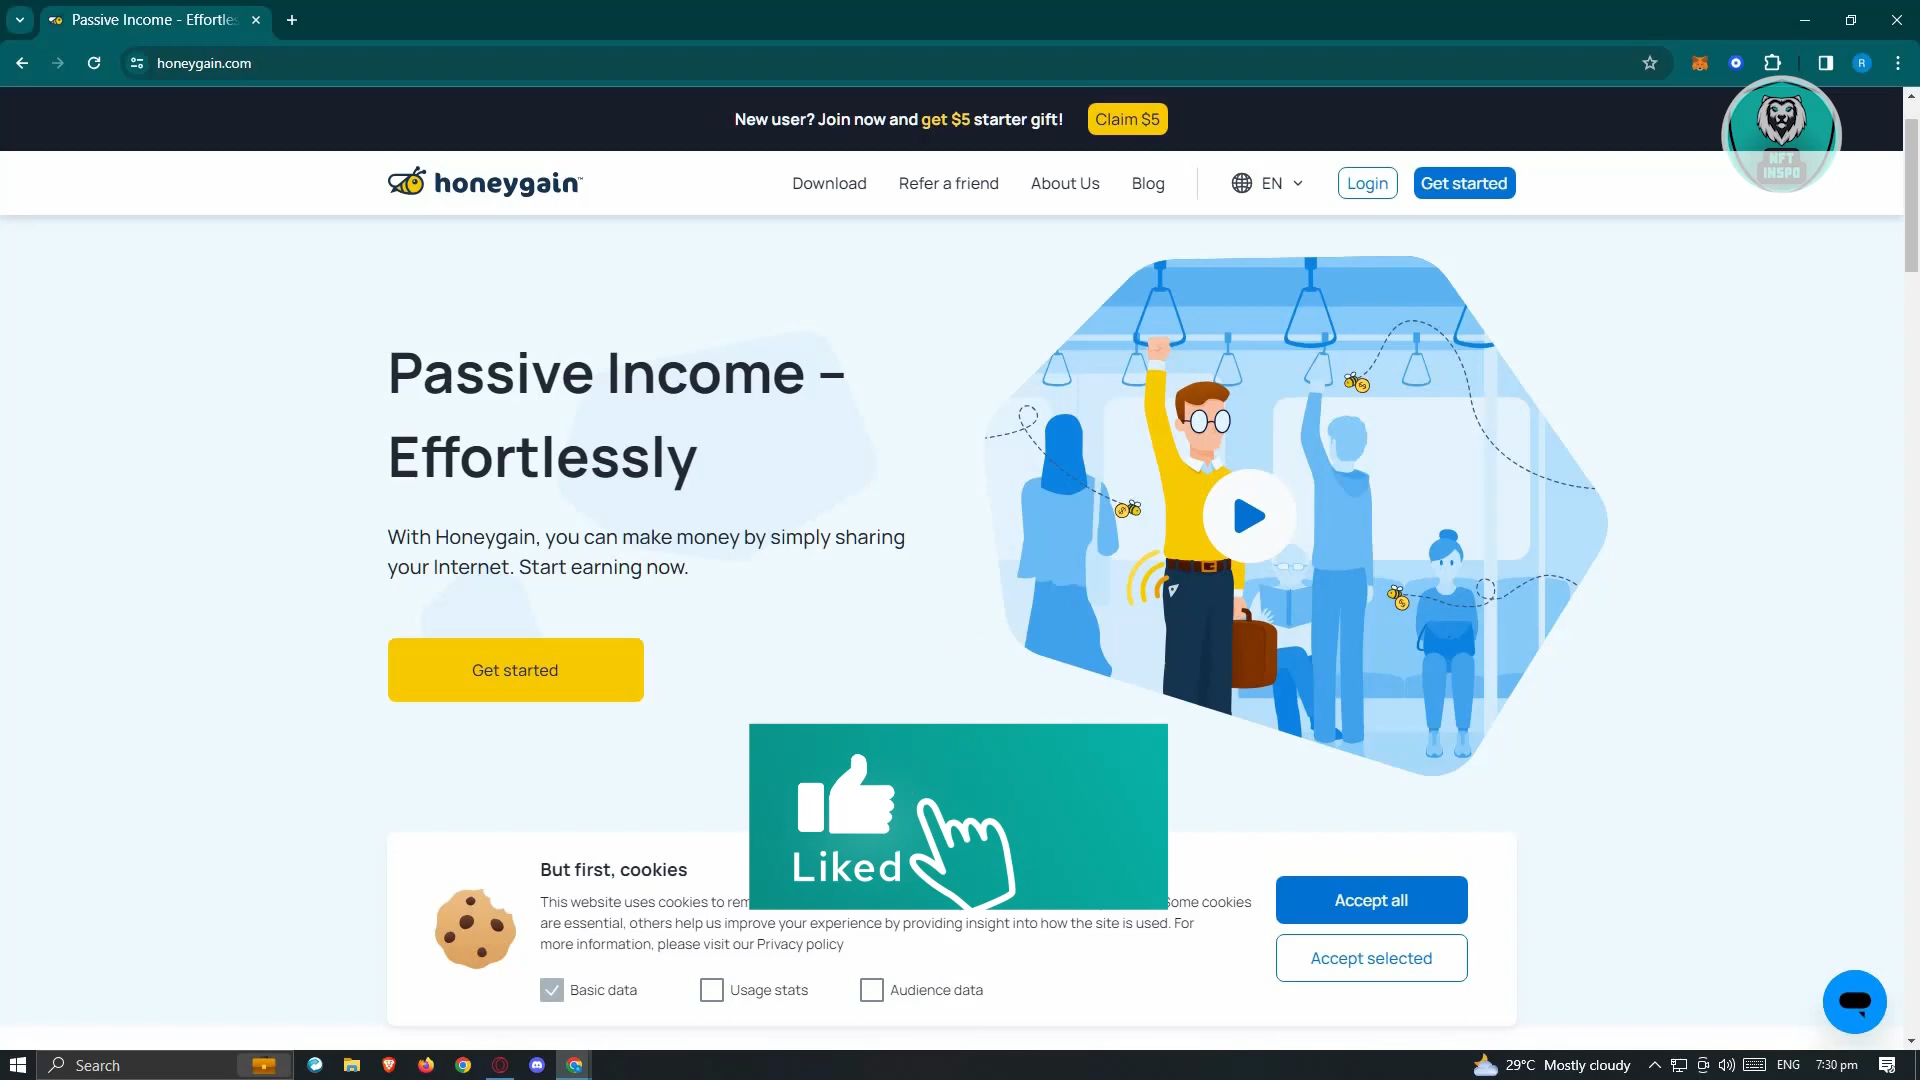 Passive Income - Effortles
honeygain.com
R
New user? Join now and get $5 starter gift!
Claim $5
NFT
INSPO
honeygain™
Download
Refer a friend
About Us
Blog
EN
Login
Get started
Passive Income –
Effortlessly
With Honeygain, you can make money by simply sharing
your Internet. Start earning now.
Get started
Liked
But first, cookies
This website uses cookies to
Some cookies
are essential, others help us improve your experience by providing insight into how the site is used. For
more information, please visit our Privacy policy
Basic data
Usage stats
Audience data
Accept all
Accept selected
Search
29°C Mostly cloudy
ENG
7:30 pm